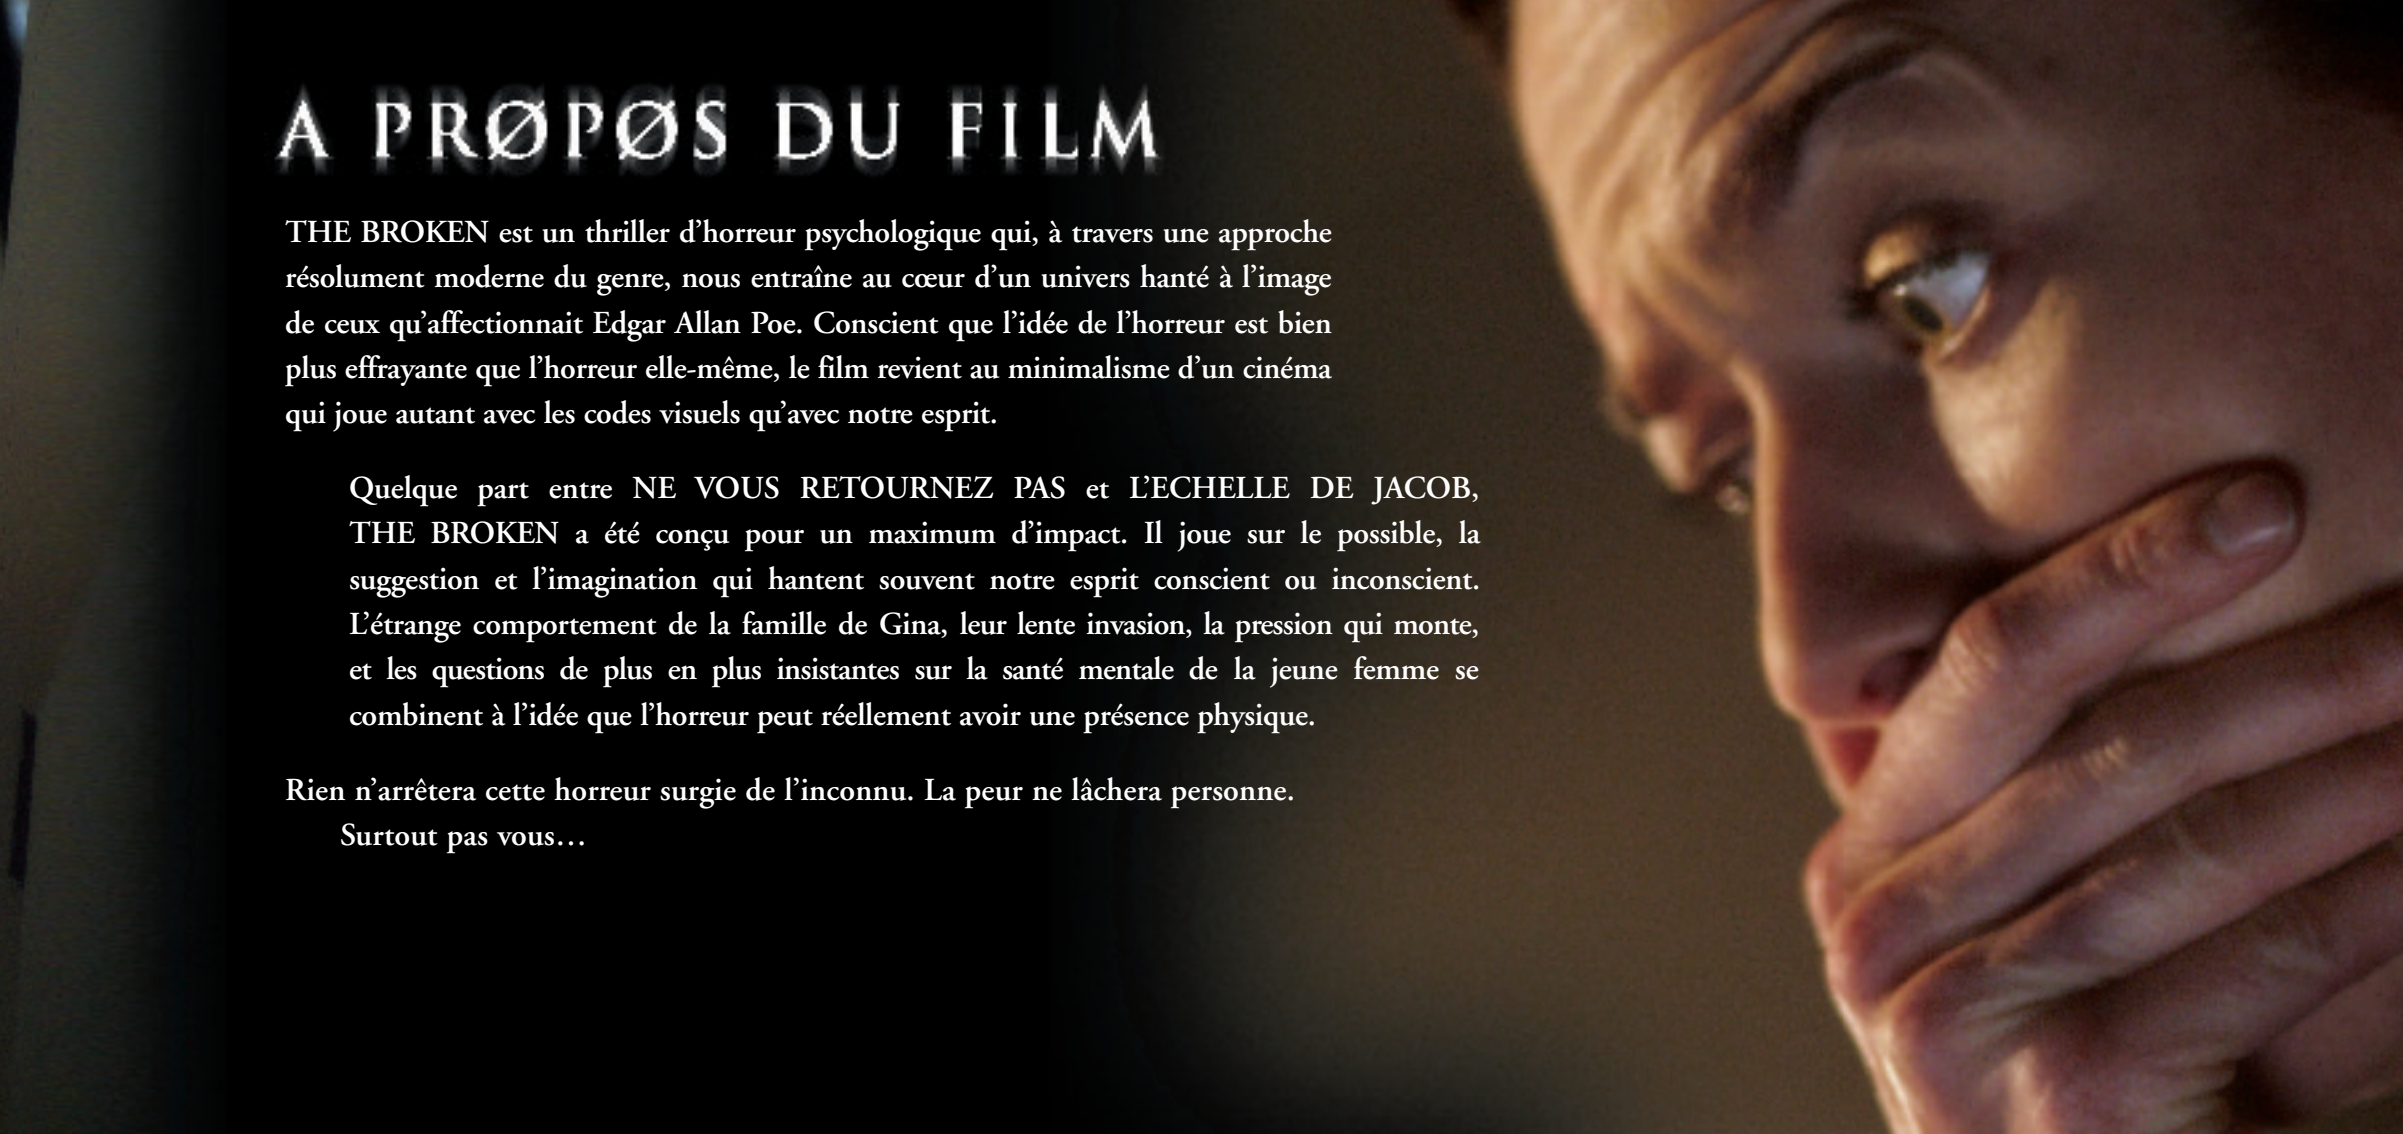 A PRØPØS DU FILM
THE BROKEN est un thriller d’horreur psychologique qui, à travers une approche
résolument moderne du genre, nous entraîne au cœur d’un univers hanté à l’image
de ceux qu’affectionnait Edgar Allan Poe. Conscient que l’idée de l’horreur est bien
plus effrayante que l’horreur elle-même, le film revient au minimalisme d’un cinéma
qui joue autant avec les codes visuels qu’avec notre esprit.
Quelque part entre NE VOUS RETOURNEZ PAS et L’ECHELLE DE JACOB,
THE BROKEN a été conçu pour un maximum d’impact. Il joue sur le possible, la
suggestion et l’imagination qui hantent souvent notre esprit conscient ou inconscient.
L’étrange comportement de la famille de Gina, leur lente invasion, la pression qui monte,
et les questions de plus en plus insistantes sur la santé mentale de la jeune femme se
combinent à l’idée que l’horreur peut réellement avoir une présence physique.
Rien n’arrêtera cette horreur surgie de l’inconnu. La peur ne lâchera personne.
Surtout pas vous…